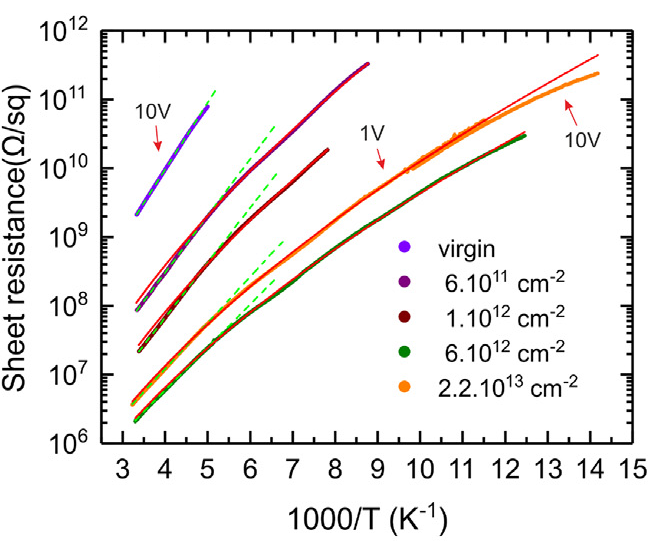 10¹²
10¹¹
10¹⁰
10⁹
10⁸
10⁷
10⁶
Sheet resistance(Ω/sq)
10V
1V
10V
virgin
6.10¹¹ cm⁻²
1.10¹² cm⁻²
6.10¹² cm⁻²
2.2.10¹³ cm⁻²
3 4 5 6 7 8 9 10 11 12 13 14 15
1000/T (K⁻¹)